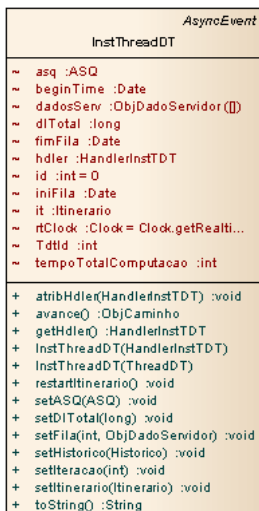 AsyncEvent
InstThreadDT
~ asq :ASQ
~ beginTime :Date
~ dadosServ :ObjDadoServidor ([])
~ dlTotal :long
~ fimFila :Date
~ hdler :HandlerInstTDT
~ id :int = 0
~ iniFila :Date
~ it :Itinerario
~ rtClock :Clock = Clock.getRealti...
~ TdtId :int
~ tempoTotalComputacao :int
+ atribHdler(HandlerInstTDT) :void
+ avance() :ObjCaminho
+ getHdler() :HandlerInstTDT
+ InstThreadDT(HandlerInstTDT)
+ InstThreadDT(ThreadDT)
+ restartItinerario() :void
+ setASQ(ASQ) :void
+ setDlTotal(long) :void
+ setFila(int, ObjDadoServidor) :void
+ setHistorico(Historico) :void
+ setIteracao(int) :void
+ setItinerario(Itinerario) :void
+ toString() :String